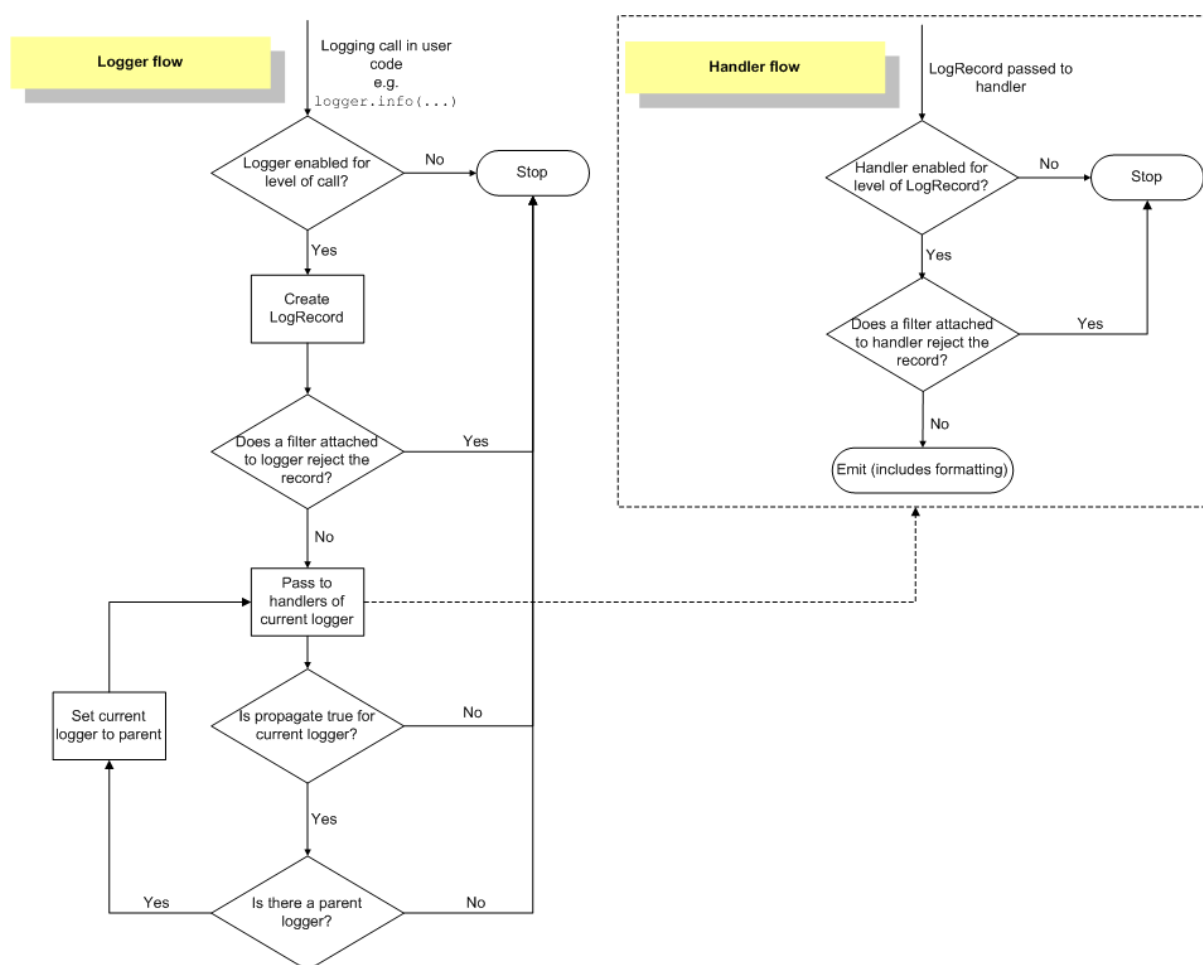 Logger flow
Logging call in user
code
e.g.
logger.info(...)
Logger enabled for
level of call?
No
Stop
Yes
Create
LogRecord
Does a filter attached
to logger reject the
record?
Yes
No
Pass to
handlers of
current logger
Is propagate true for
current logger?
No
Set current
logger to parent
Yes
Is there a parent
logger?
Yes
No
Handler flow
LogRecord passed to
handler
Handler enabled for
level of LogRecord?
No
Stop
Yes
Does a filter attached
to handler reject the
record?
Yes
No
Emit (includes formatting)